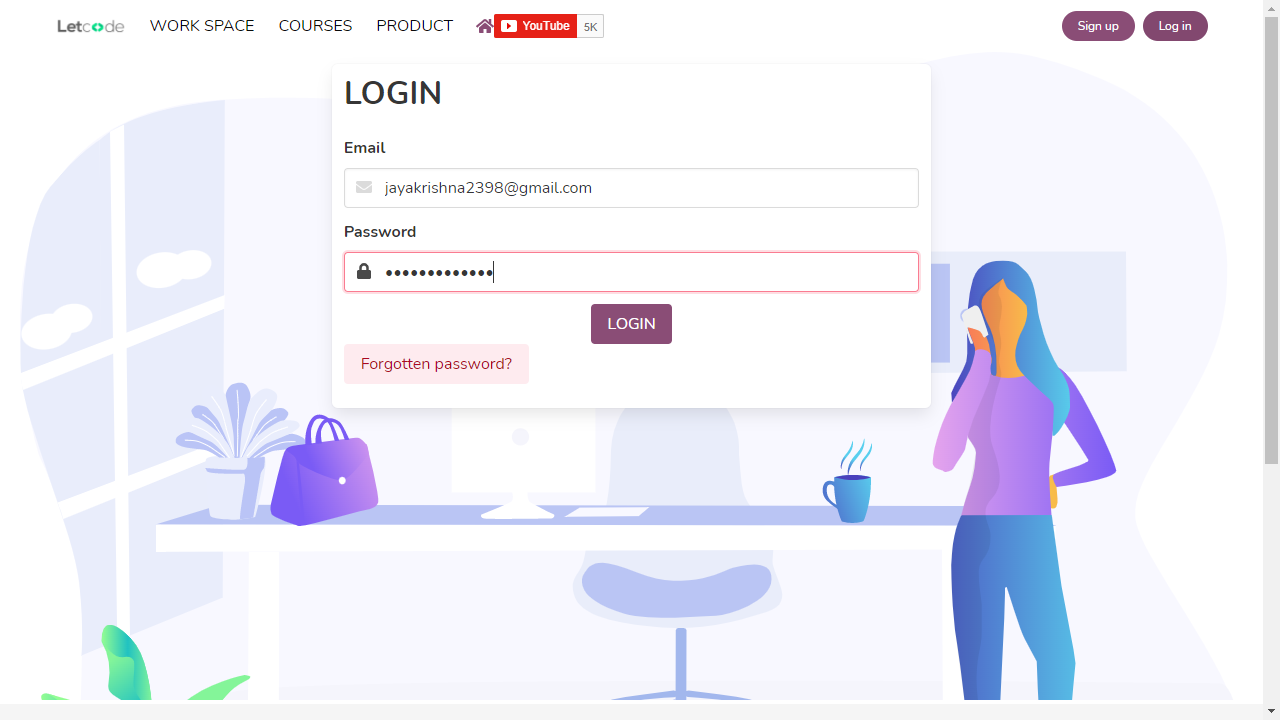 Letcode WORK SPACE COURSES PRODUCT YouTube 5K Sign up Log in
LOGIN
Email
jayakrishna2398@gmail.com
Password
•••••••••••••
LOGIN
Forgotten password?